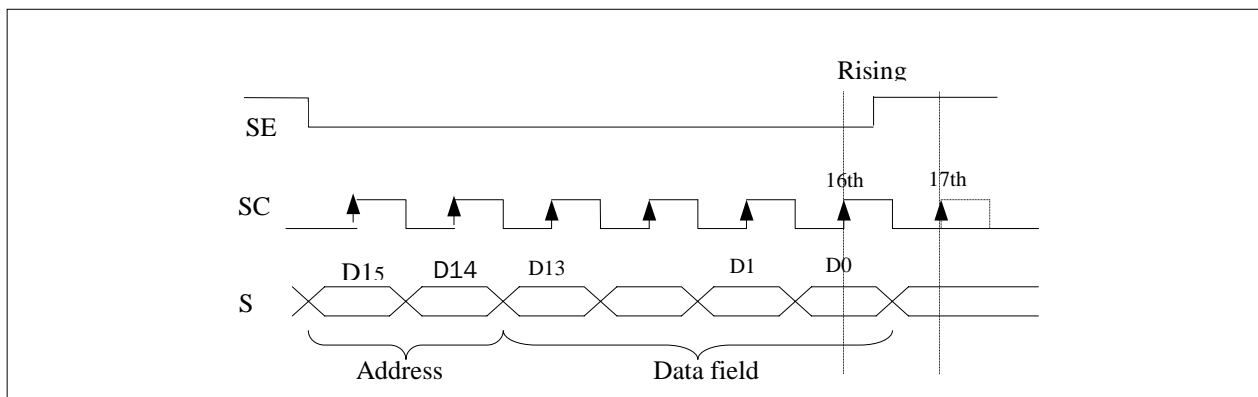 Rising
SE
16th 17th
SC
D15 D14 D13 D1 D0
S
Address Data field